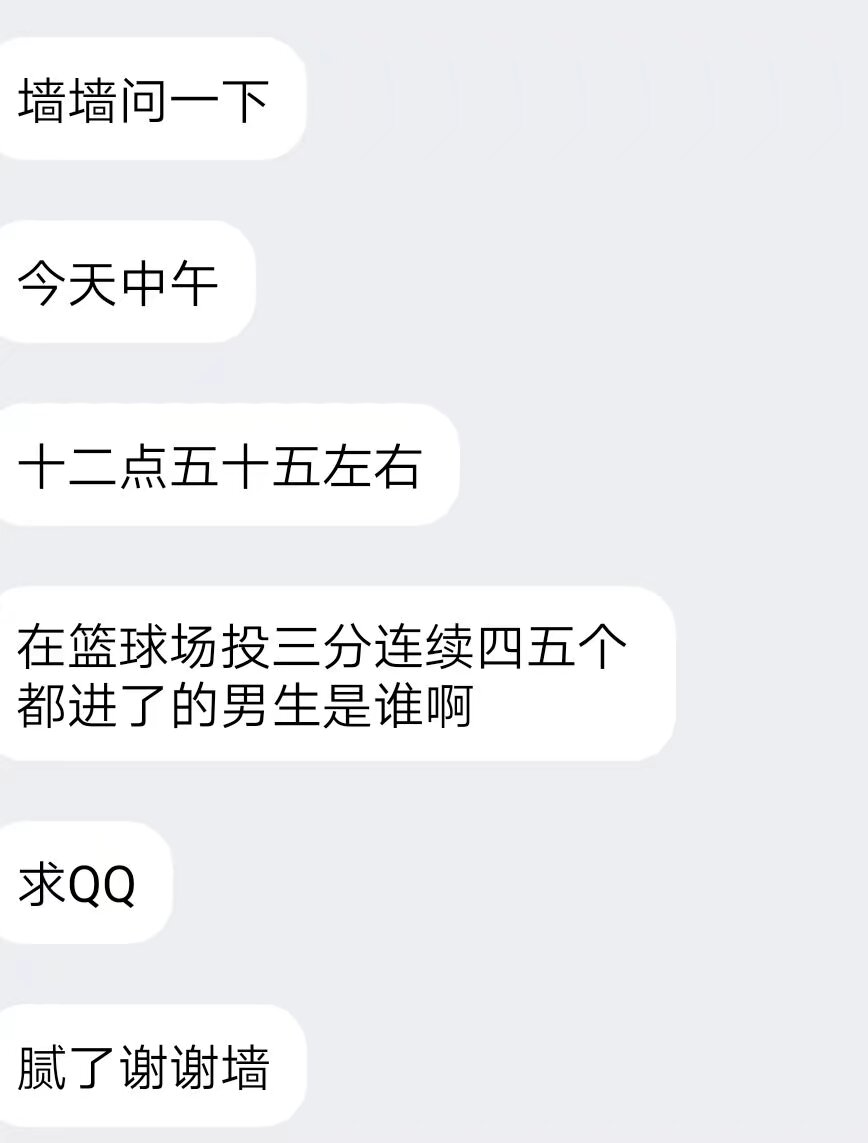 墙墙问一下
今天中午
十二点五十五左右
在篮球场投三分连续四五个
都进了的男生是谁啊
求QQ
腻了谢谢墙